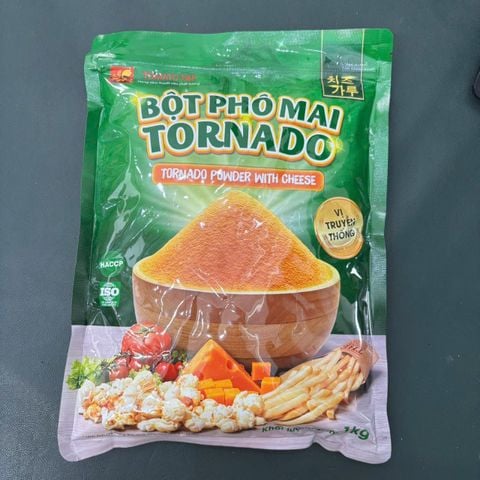 치즈
가루
BỘT PHÔ MAI
TORNADO
TORNADO POWDER WITH CHEESE
VỊ
TRUYỀN
THỐNG
HACCP
ISO
1kg